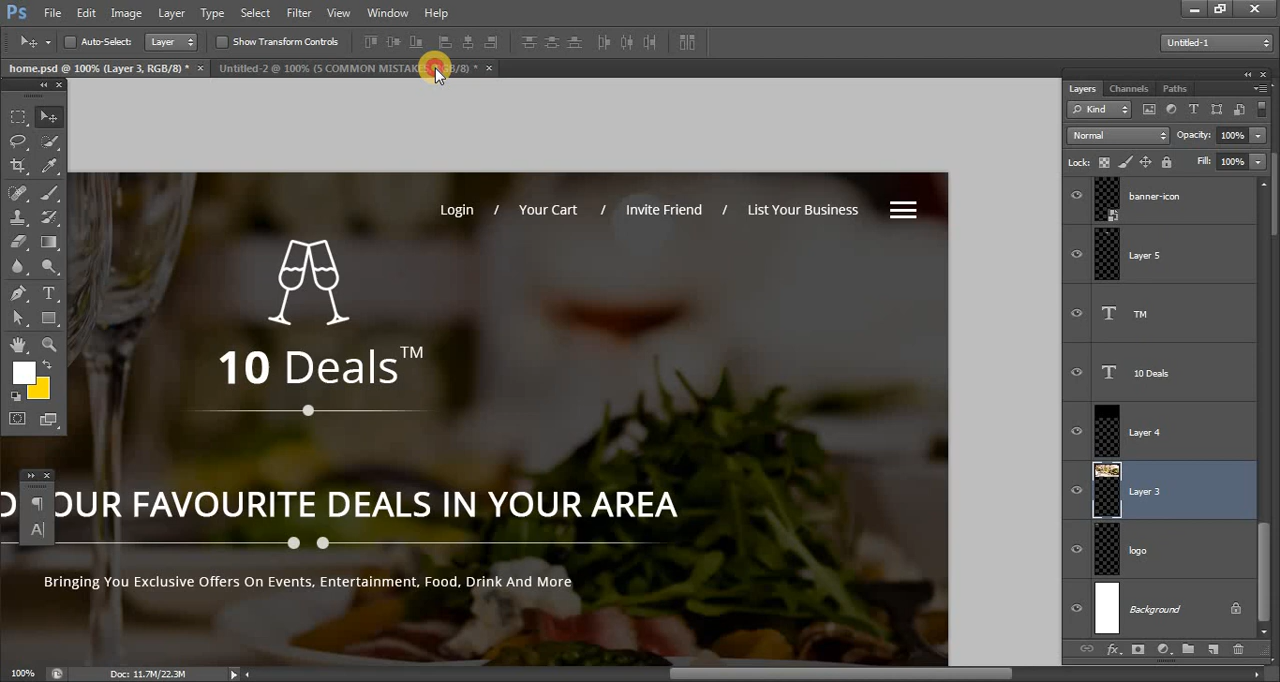 Ps File Edit Image Layer Type Select Filter View Window Help
Auto-Select: Layer Show Transform Controls Untitled-1
home.psd @ 100% (Layer 3, RGB/8) * × Untitled-2 @ 100% (5 COMMON MISTAKE RGB/8) * ×
Layers Channels Paths
Kind
Normal Opacity: 100%
Lock: Fill: 100%
banner-icon
Login / Your Cart / Invite Friend / List Your Business
Layer 5
TM
10 Deals™
10 Deals
Layer 4
Layer 3
D YOUR FAVOURITE DEALS IN YOUR AREA
logo
Bringing You Exclusive Offers On Events, Entertainment, Food, Drink And More
Background
100% Doc: 11.7M/22.3M